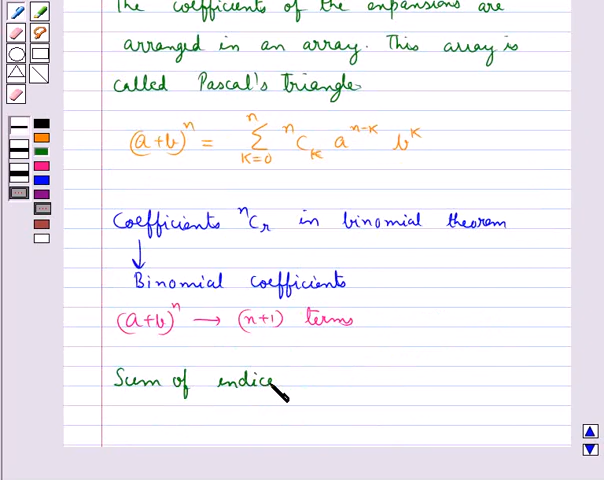 The coefficients of the expansions are
arranged in an array. This array is
called Pascal's triangle
(a+b)^n = ∑_{K=0}^{n} ^nC_K a^{n-K} b^K
Coefficients ^nC_r in binomial theorem
↓
Binomial coefficients
(a+b)^n → (n+1) terms
Sum of indice